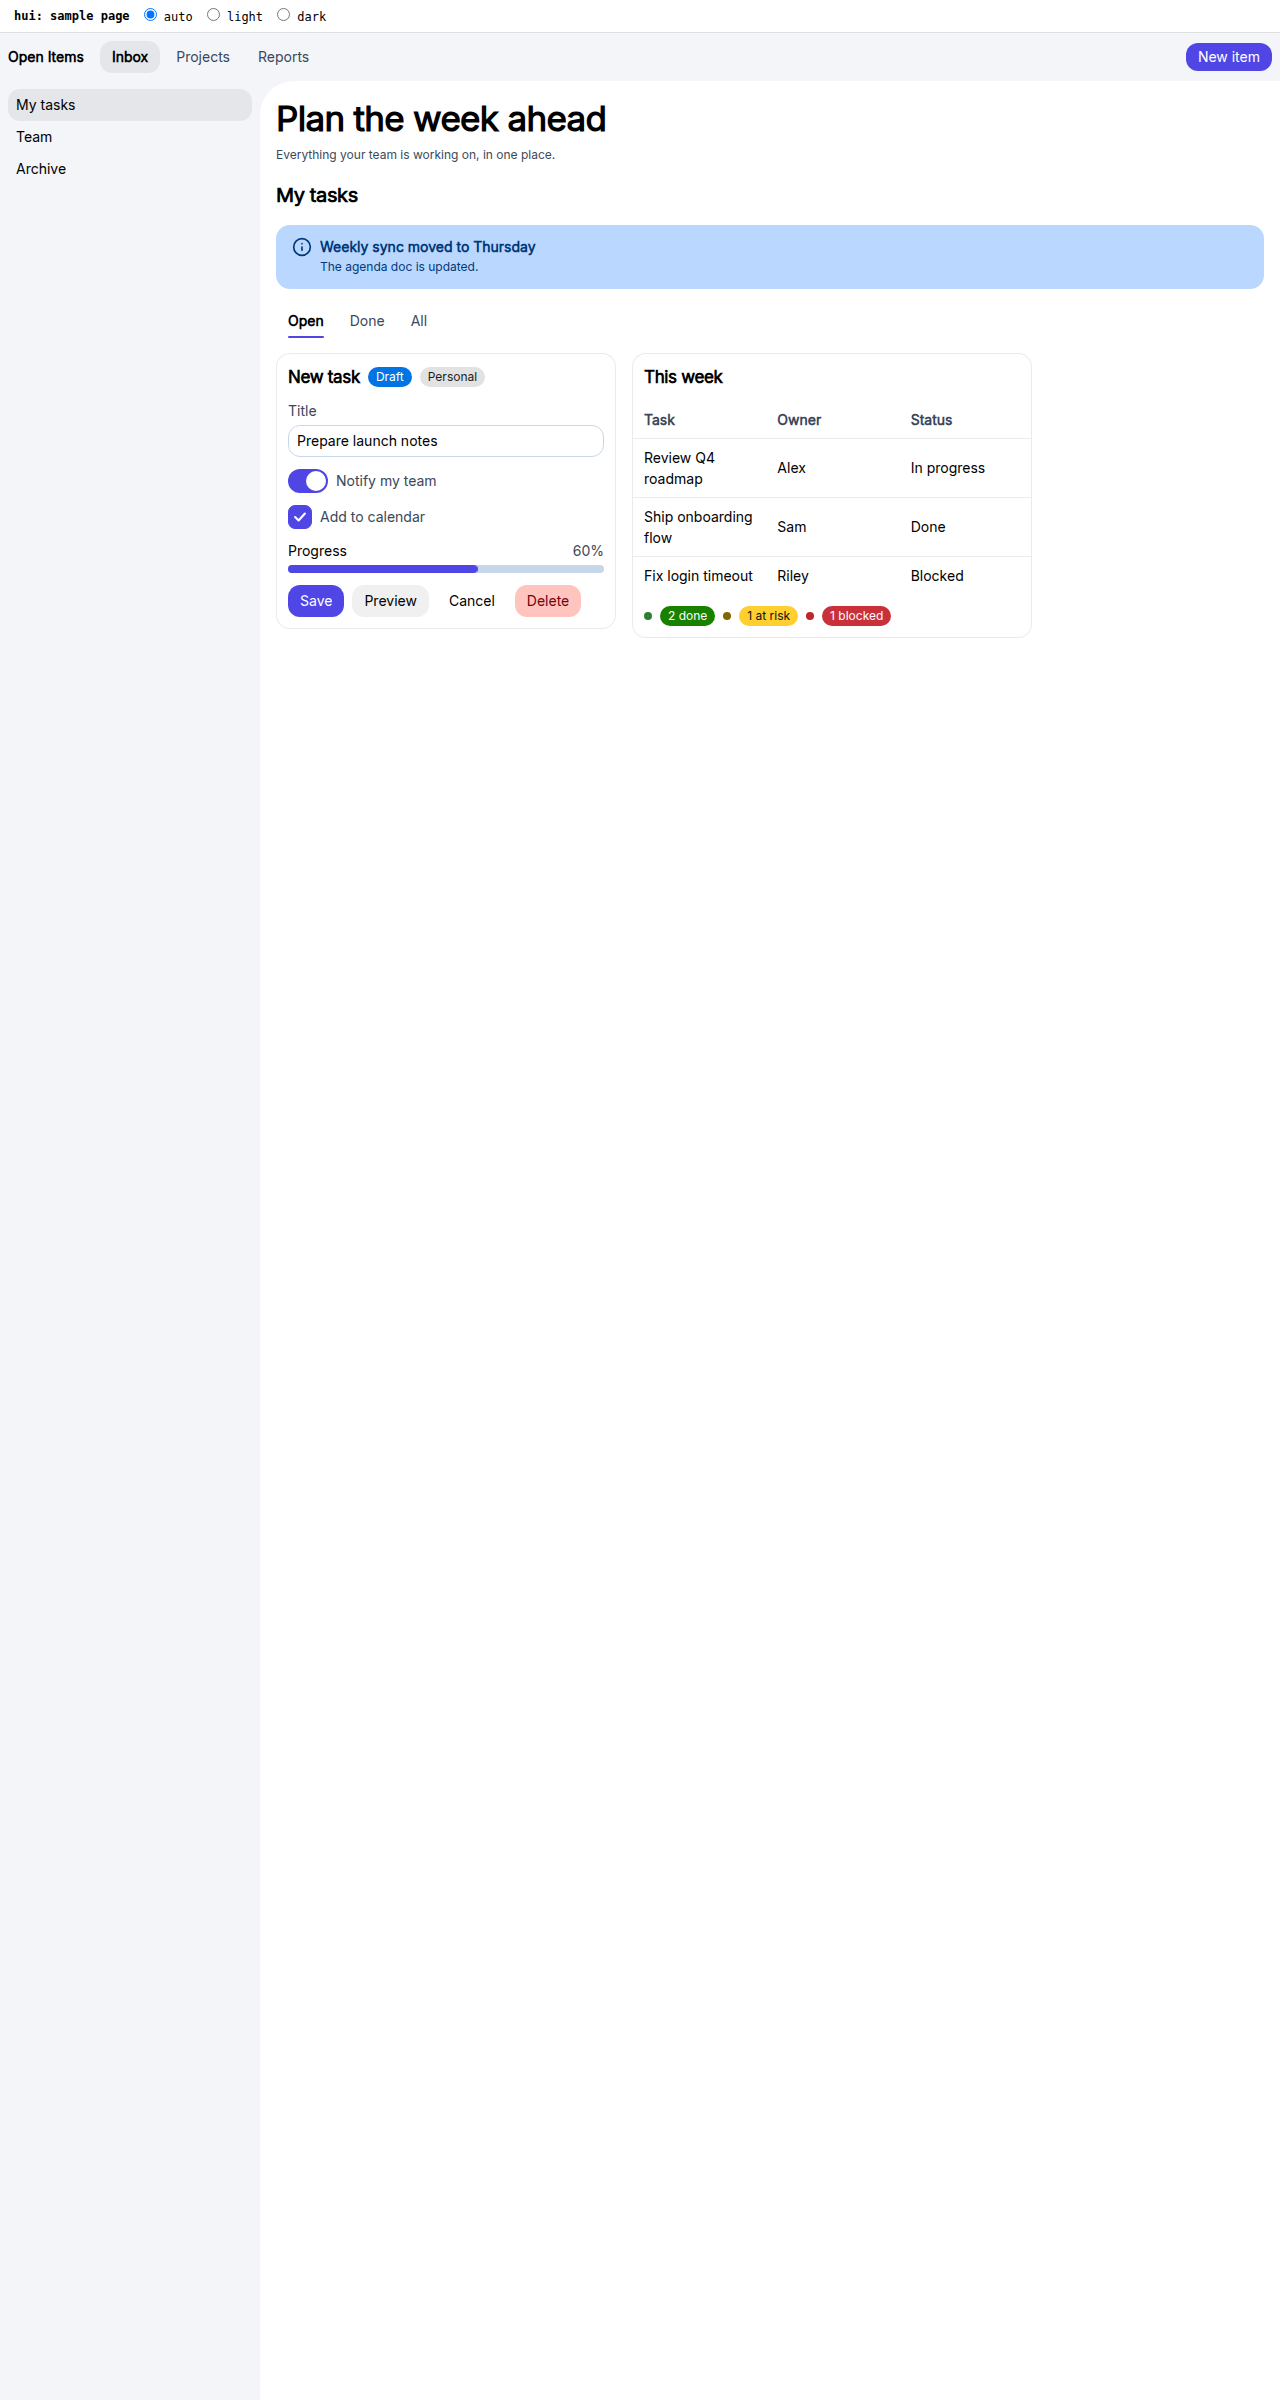 hui: sample page auto light dark
Open Items Inbox Projects Reports New item
My tasks
Team
Archive
Plan the week ahead
Everything your team is working on, in one place.
My tasks
Weekly sync moved to Thursday
The agenda doc is updated.
Open Done All
New task Draft Personal
Title
Prepare launch notes
Notify my team
Add to calendar
Progress 60%
Save Preview Cancel Delete
This week
Task Owner Status
Review Q4
roadmap
Alex In progress
Ship onboarding
flow
Sam Done
Fix login timeout Riley Blocked
2 done 1 at risk 1 blocked